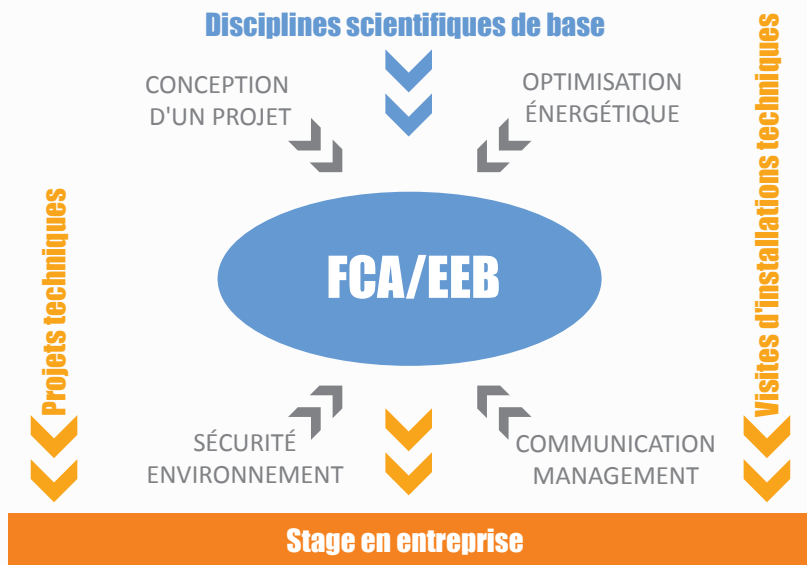 Disciplines scientifiques de base
CONCEPTION
D'UN PROJET
OPTIMISATION
ÉNERGÉTIQUE
Projets techniques
Visites d'installations techniques
FCA/EEB
SÉCURITÉ
ENVIRONNEMENT
COMMUNICATION
MANAGEMENT
Stage en entreprise